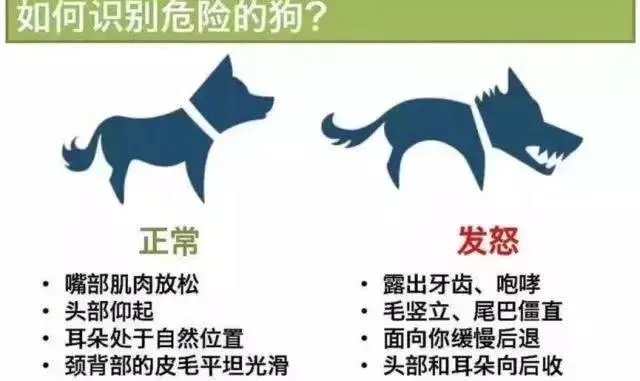 如何识别危险的狗?
正常
• 嘴部肌肉放松
• 头部仰起
• 耳朵处于自然位置
• 颈背部的皮毛平坦光滑
发怒
• 露出牙齿、咆哮
• 毛竖立、尾巴僵直
• 面向你缓慢后退
• 头部和耳朵向后收